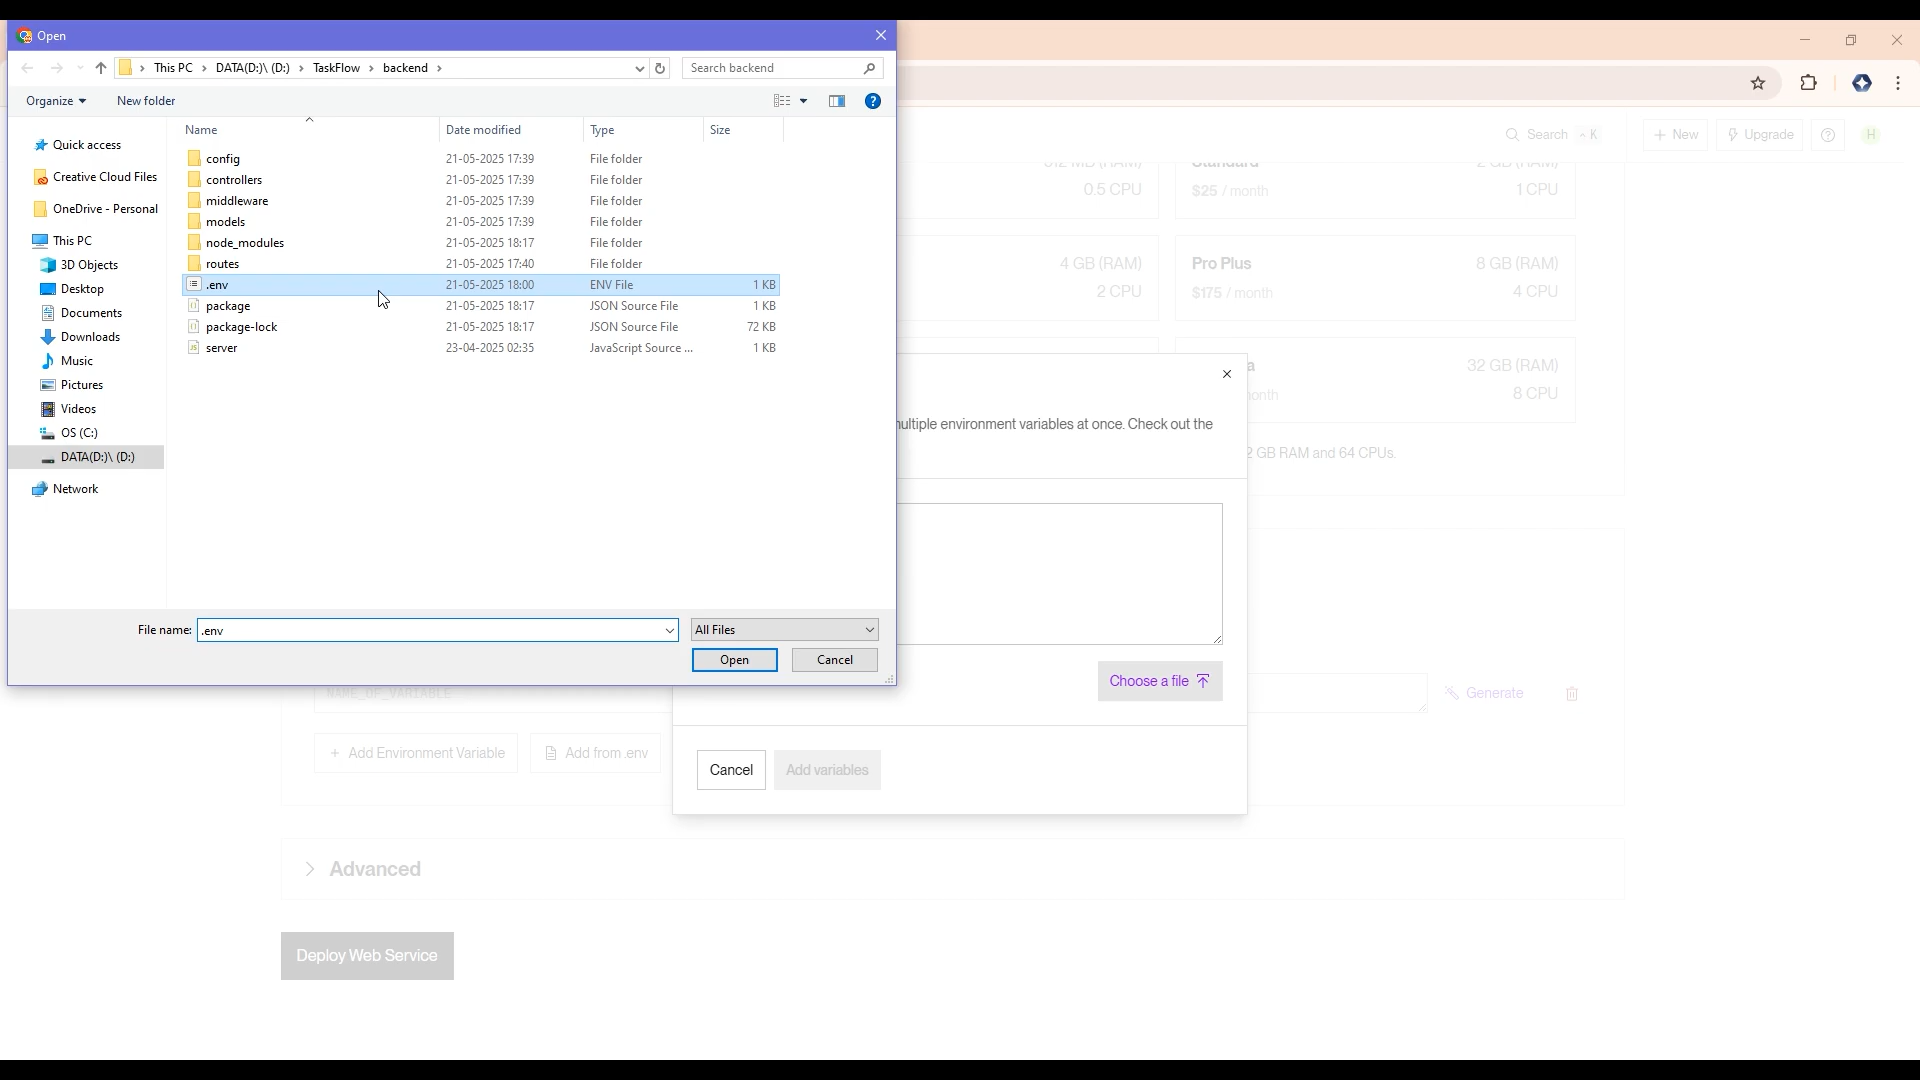 Open
This PC > DATA(D:)\ (D:) > TaskFlow > backend >
Search backend
Organize
New folder
Name
Date modified
Type
Size
Quick access
Creative Cloud Files
OneDrive - Personal
This PC
3D Objects
Desktop
Documents
Downloads
Music
Pictures
Videos
OS (C:)
DATA(D:)\ (D:)
Network
config 21-05-2025 17:39 File folder
controllers 21-05-2025 17:39 File folder
middleware 21-05-2025 17:39 File folder
models 21-05-2025 17:39 File folder
node_modules 21-05-2025 18:17 File folder
routes 21-05-2025 17:40 File folder
.env 21-05-2025 18:00 ENV File 1 KB
package 21-05-2025 18:17 JSON Source File 1 KB
package-lock 21-05-2025 18:17 JSON Source File 72 KB
server 23-04-2025 02:35 JavaScript Source ... 1 KB
File name: .env
All Files
Open
Cancel
Search
K
+ New
Upgrade
H
512 MB (RAM)
0.5 CPU
Standard 2 GB (RAM)
$25 / month 1 CPU
4 GB (RAM)
2 CPU
Pro Plus 8 GB (RAM)
$175 / month 4 CPU
a 32 GB (RAM)
onth 8 CPU
2 GB RAM and 64 CPUs.
multiple environment variables at once. Check out the
Choose a file
Cancel
Add variables
NAME_OF_VARIABLE
Generate
+ Add Environment Variable
Add from .env
Advanced
Deploy Web Service